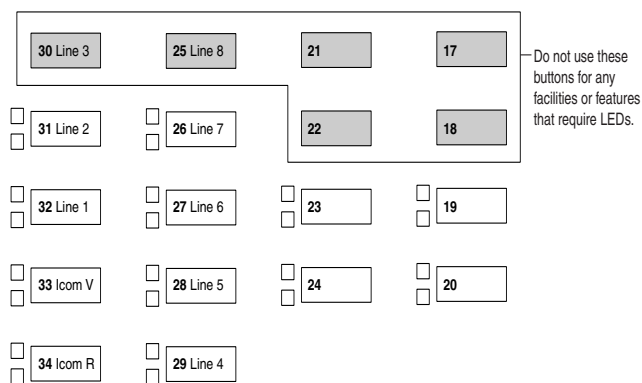 30 Line 3 25 Line 8 21 17
Do not use these
buttons for any
facilities or features
that require LEDs.
31 Line 2 26 Line 7 22 18
32 Line 1 27 Line 6 23 19
33 Icom V 28 Line 5 24 20
34 Icom R 29 Line 4